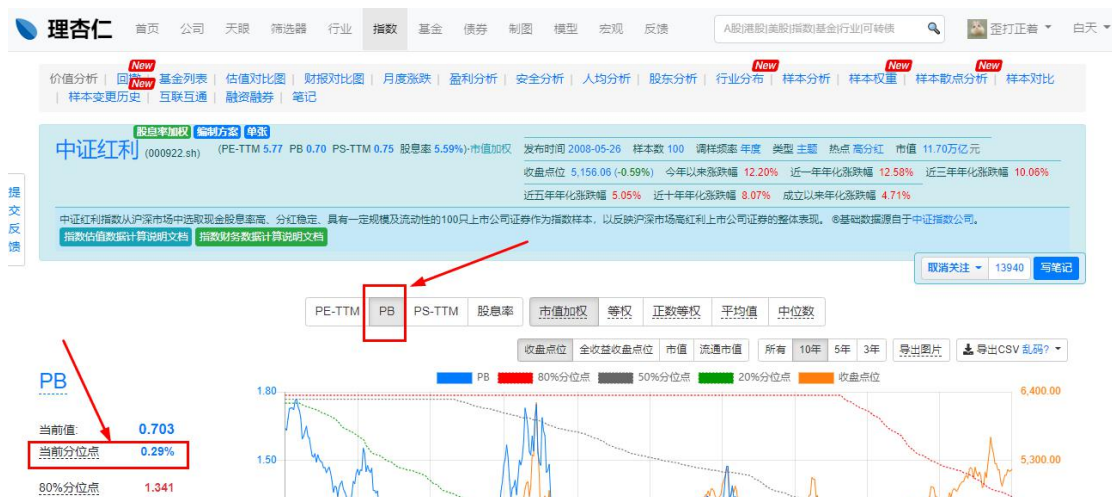 理杏仁 首页 公司 天眼 筛选器 行业 指数 基金 债券 制图 模型 宏观 反馈 A股|港股|美股|指数|基金|行业|可转债 歪打正着 白天
New New New New
价值分析 | 回撤 | 基金列表 | 估值对比图 | 财报对比图 | 月度涨跌 | 盈利分析 | 安全分析 | 人均分析 | 股东分析 | 行业分布 | 样本分析 | 样本权重 | 样本散点分析 | 样本对比
New
| 样本变更历史 | 互联互通 | 融资融券 | 笔记
股息率加权 编制方案 单张
中证红利 (000922.sh) (PE-TTM 5.77 PB 0.70 PS-TTM 0.75 股息率 5.59%)-市值加权 发布时间 2008-05-26 样本数 100 调样频率 年度 类型 主题 热点 高分红 市值 11.70万亿元
收盘点位 5,156.06 (-0.59%) 今年以来涨跌幅 12.20% 近一年年化涨跌幅 12.58% 近三年年化涨跌幅 10.06%
近五年年化涨跌幅 5.05% 近十年年化涨跌幅 8.07% 成立以来年化涨跌幅 4.71%
中证红利指数从沪深市场中选取现金股息率高、分红稳定、具有一定规模及流动性的100只上市公司证券作为指数样本，以反映沪深市场高红利上市公司证券的整体表现。 ®基础数据源自于中证指数公司。
指数估值数据计算说明文档 指数财务数据计算说明文档
提交反馈
取消关注 13940 写笔记
PE-TTM PB PS-TTM 股息率 市值加权 等权 正数等权 平均值 中位数
收盘点位 全收益收盘点位 市值 流通市值 所有 10年 5年 3年 导出图片 导出CSV 乱码?
PB
PB 80%分位点 50%分位点 20%分位点 收盘点位
1.80 6,400.00
当前值: 0.703
当前分位点 0.29%
1.50 5,300.00
80%分位点 1.341